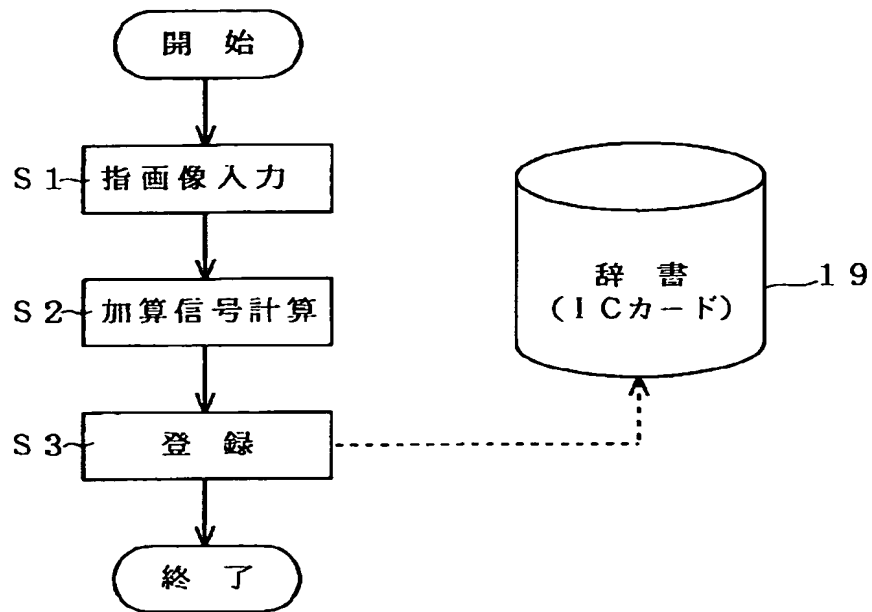 開始
S1 指画像入力
S2 加算信号計算
S3 登録
終了
辞書
(ICカード)
19